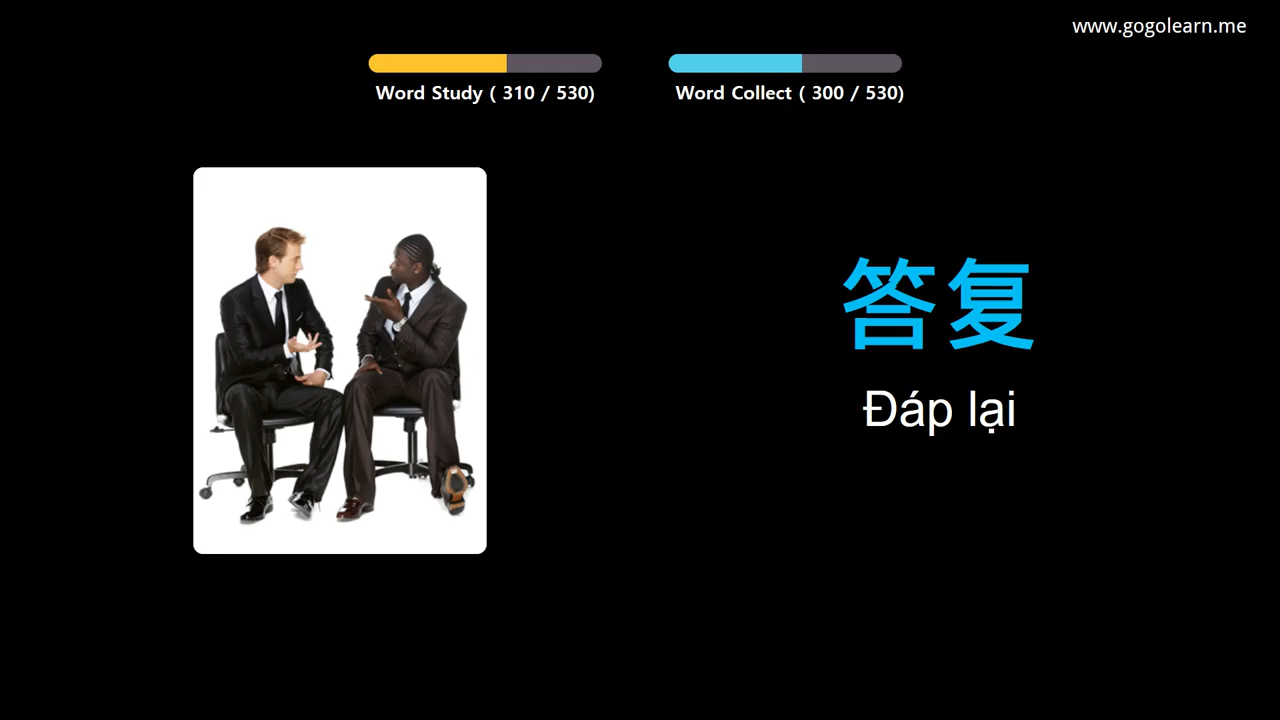 www.gogolearn.me
Word Study ( 310 / 530)
Word Collect ( 300 / 530)
答复
Đáp lại